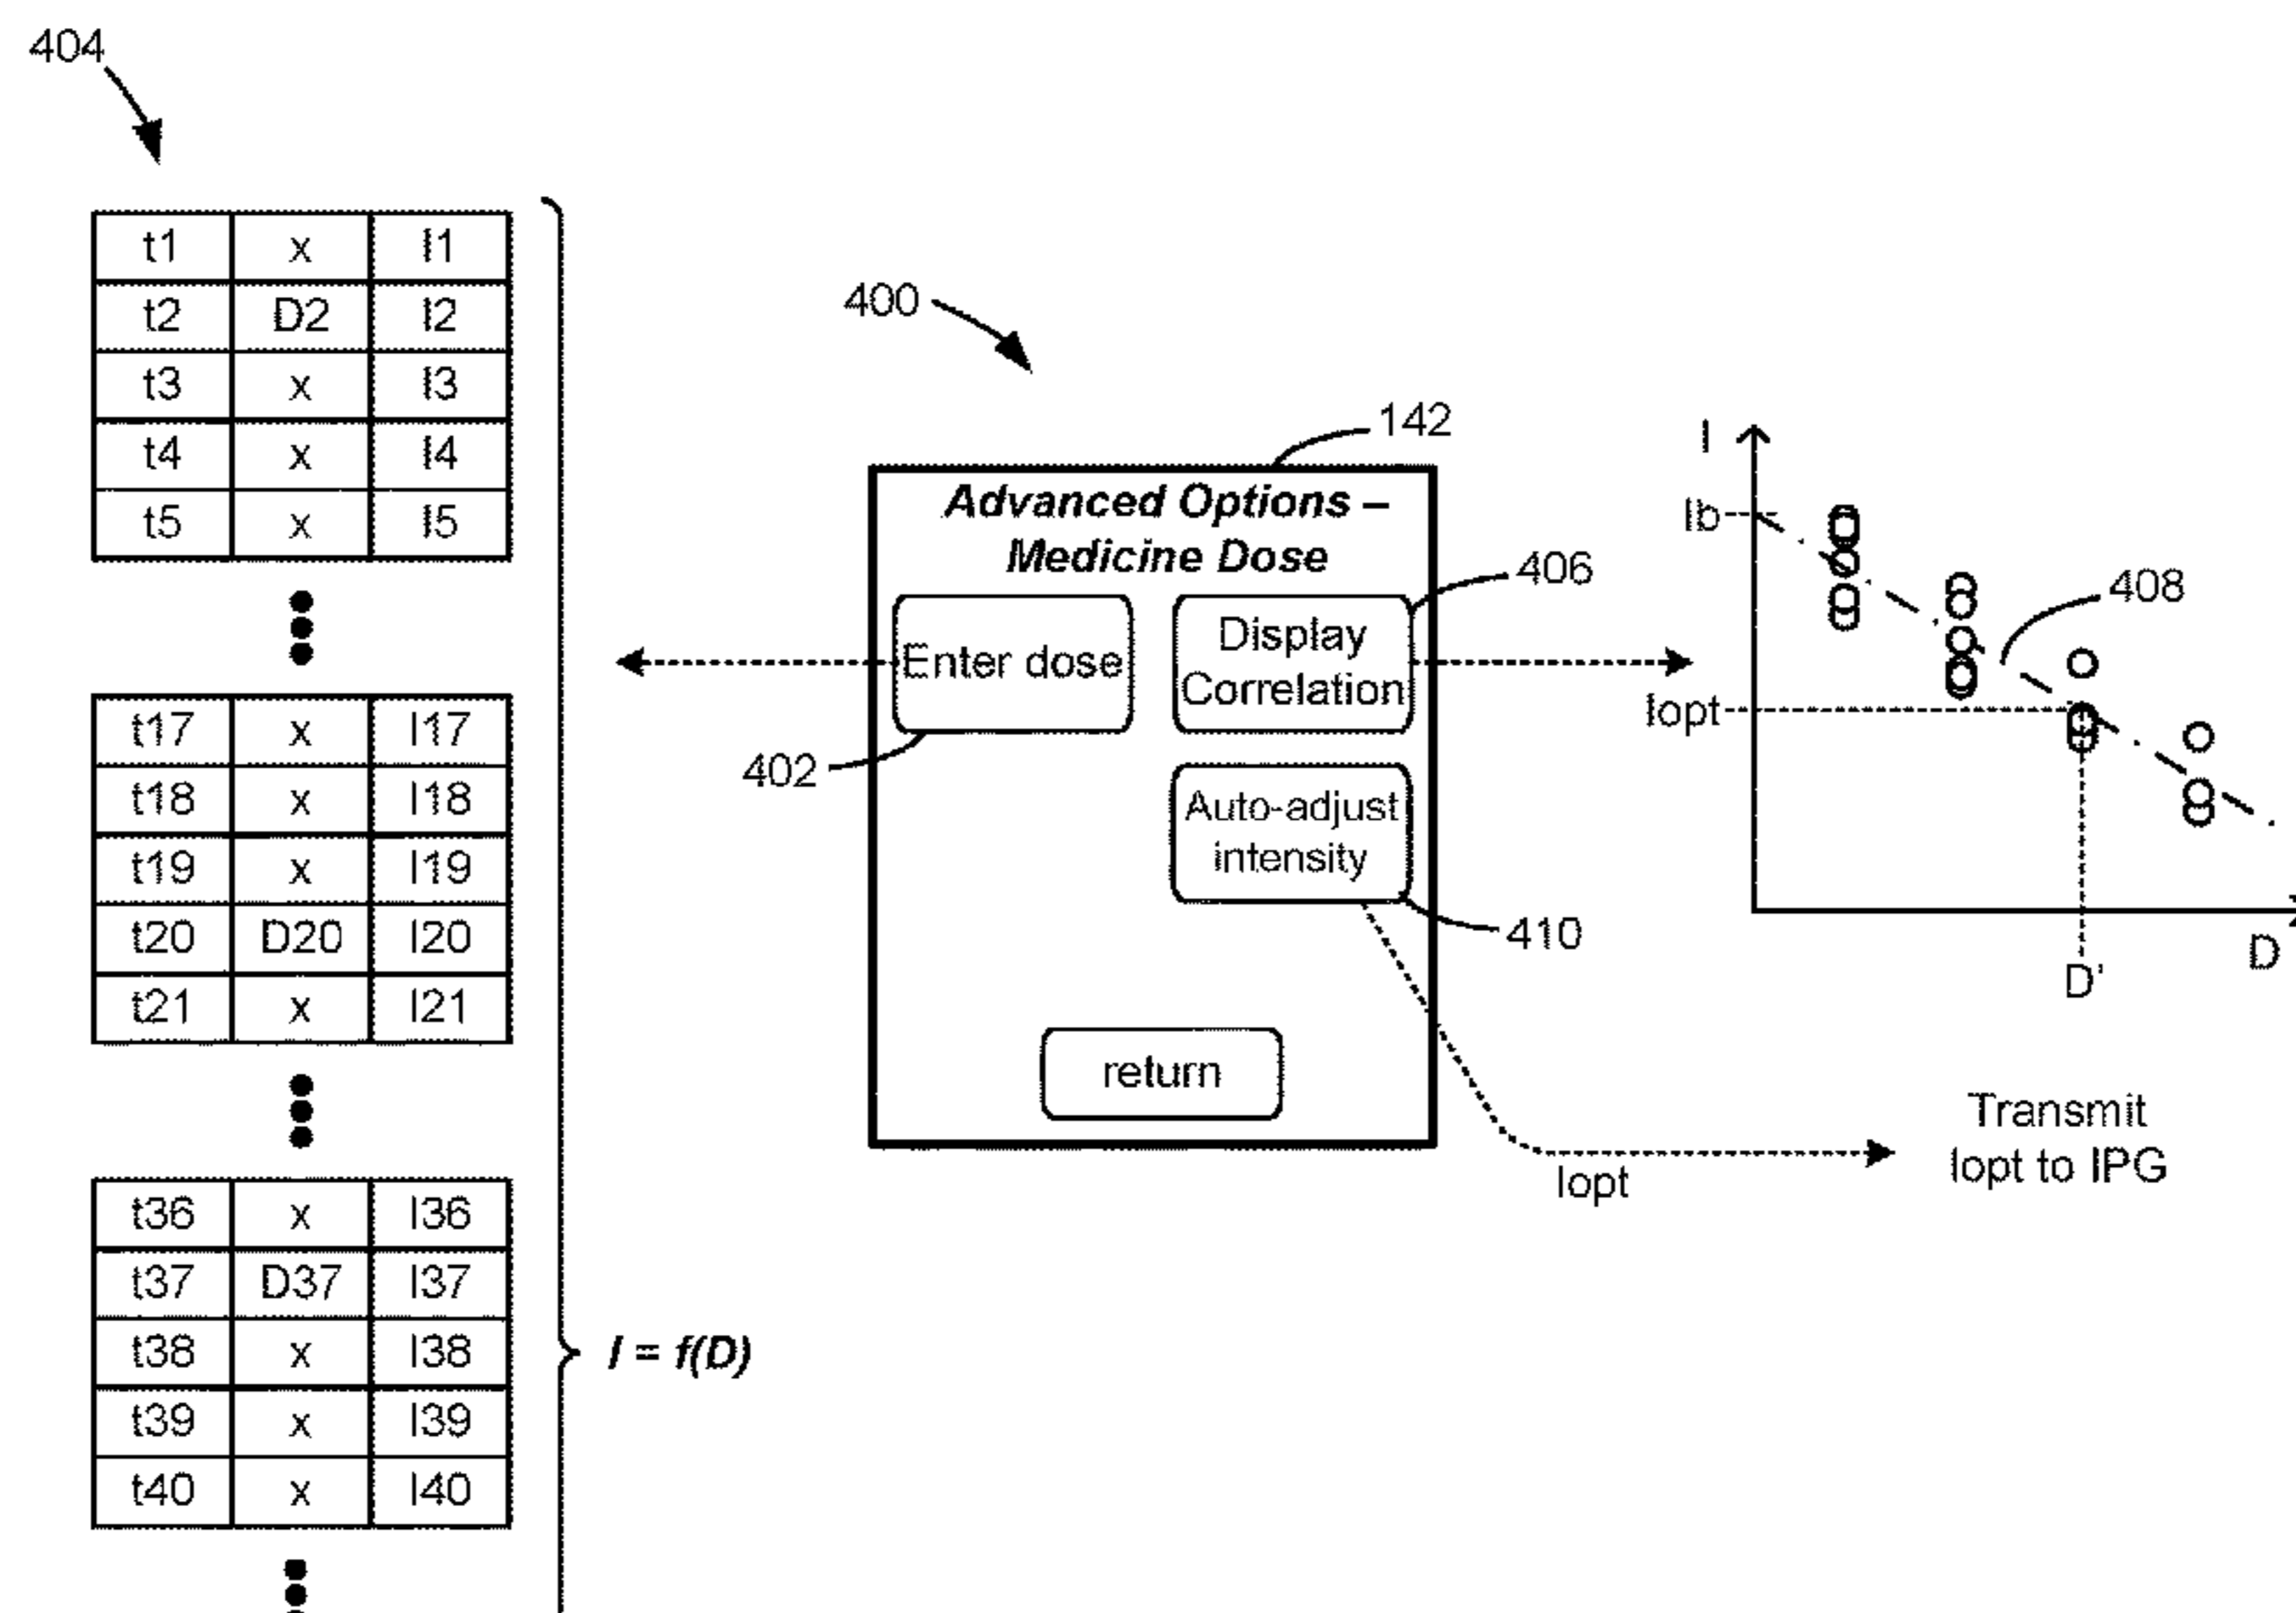 404
t1 x I1
t2 D2 I2
t3 x I3
t4 x I4
t5 x I5
t17 x I17
t18 x I18
t19 x I19
t20 D20 I20
t21 x I21
t36 x I36
t37 D37 I37
t38 x I38
t39 x I39
t40 x I40
I = f(D)
400
142
Advanced Options –
Medicine Dose
Enter dose
402
Display
Correlation
406
Auto-adjust
intensity
410
return
Iopt
Transmit
Iopt to IPG
I
Ib
Iopt
408
D'
D